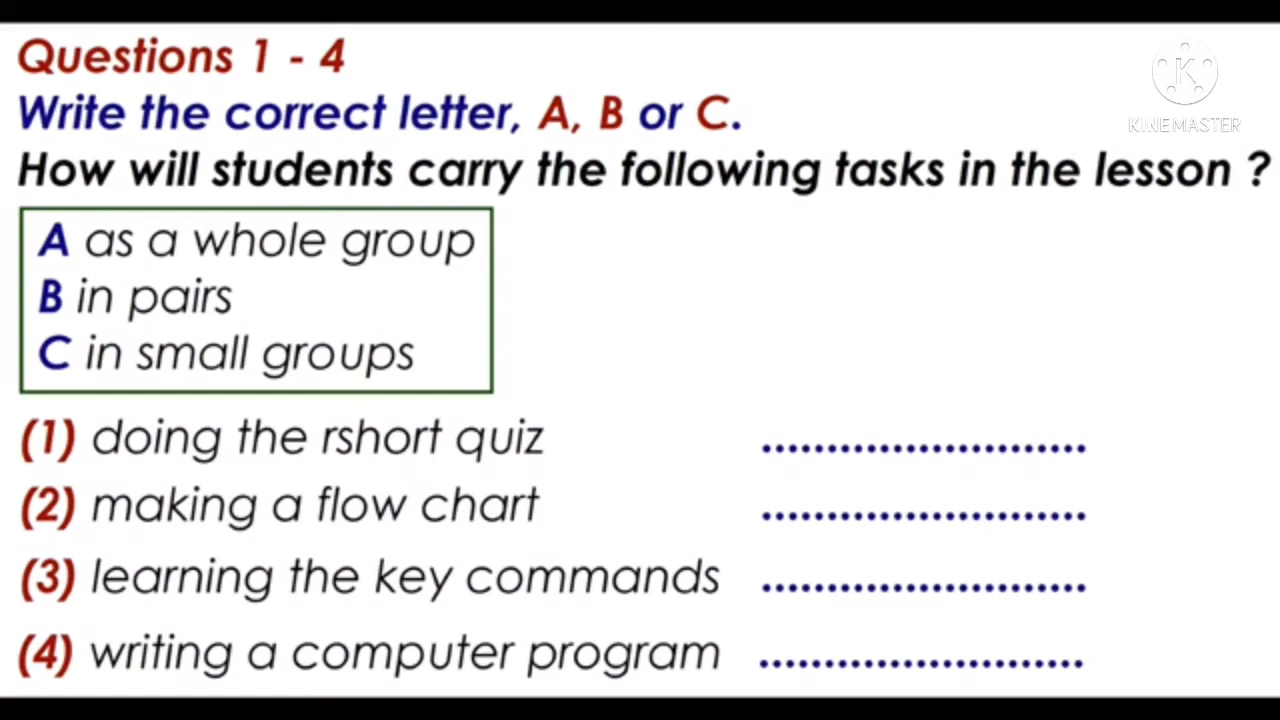 Questions 1 - 4
Write the correct letter, A, B or C.
How will students carry the following tasks in the lesson ?
A as a whole group
B in pairs
C in small groups
(1) doing the rshort quiz ........................
(2) making a flow chart ........................
(3) learning the key commands ........................
(4) writing a computer program ........................
K
KINEMASTER